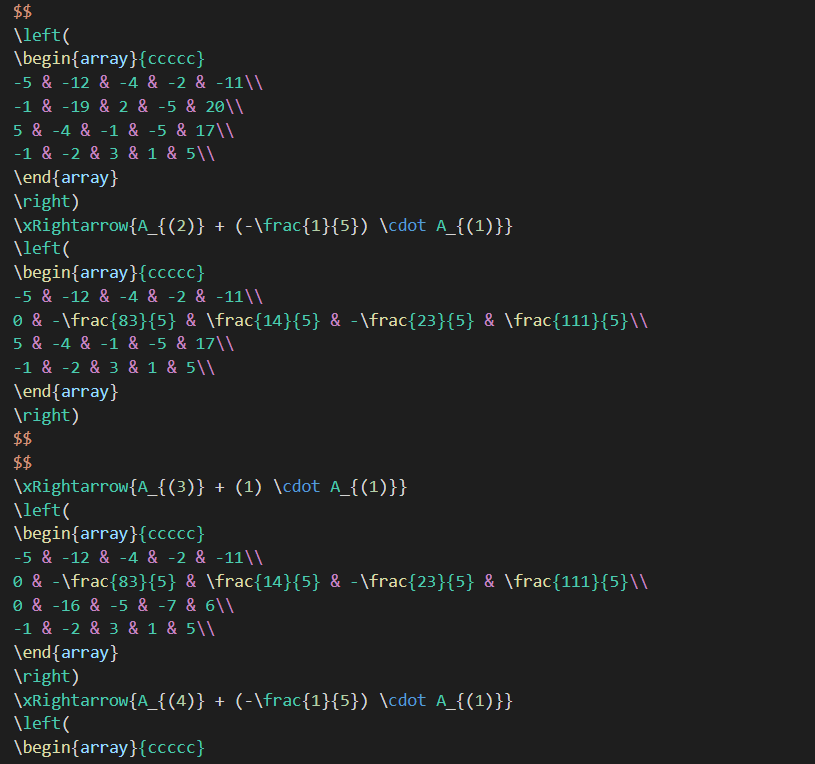 $$
\left(
\begin{array}{ccccc}
-5 & -12 & -4 & -2 & -11\\
-1 & -19 & 2 & -5 & 20\\
5 & -4 & -1 & -5 & 17\\
-1 & -2 & 3 & 1 & 5\\
\end{array}
\right)
\xRightarrow{A_{(2)} + (-\frac{1}{5}) \cdot A_{(1)}}
\left(
\begin{array}{ccccc}
-5 & -12 & -4 & -2 & -11\\
0 & -\frac{83}{5} & \frac{14}{5} & -\frac{23}{5} & \frac{111}{5}\\
5 & -4 & -1 & -5 & 17\\
-1 & -2 & 3 & 1 & 5\\
\end{array}
\right)
$$
$$
\xRightarrow{A_{(3)} + (1) \cdot A_{(1)}}
\left(
\begin{array}{ccccc}
-5 & -12 & -4 & -2 & -11\\
0 & -\frac{83}{5} & \frac{14}{5} & -\frac{23}{5} & \frac{111}{5}\\
0 & -16 & -5 & -7 & 6\\
-1 & -2 & 3 & 1 & 5\\
\end{array}
\right)
\xRightarrow{A_{(4)} + (-\frac{1}{5}) \cdot A_{(1)}}
\left(
\begin{array}{ccccc}